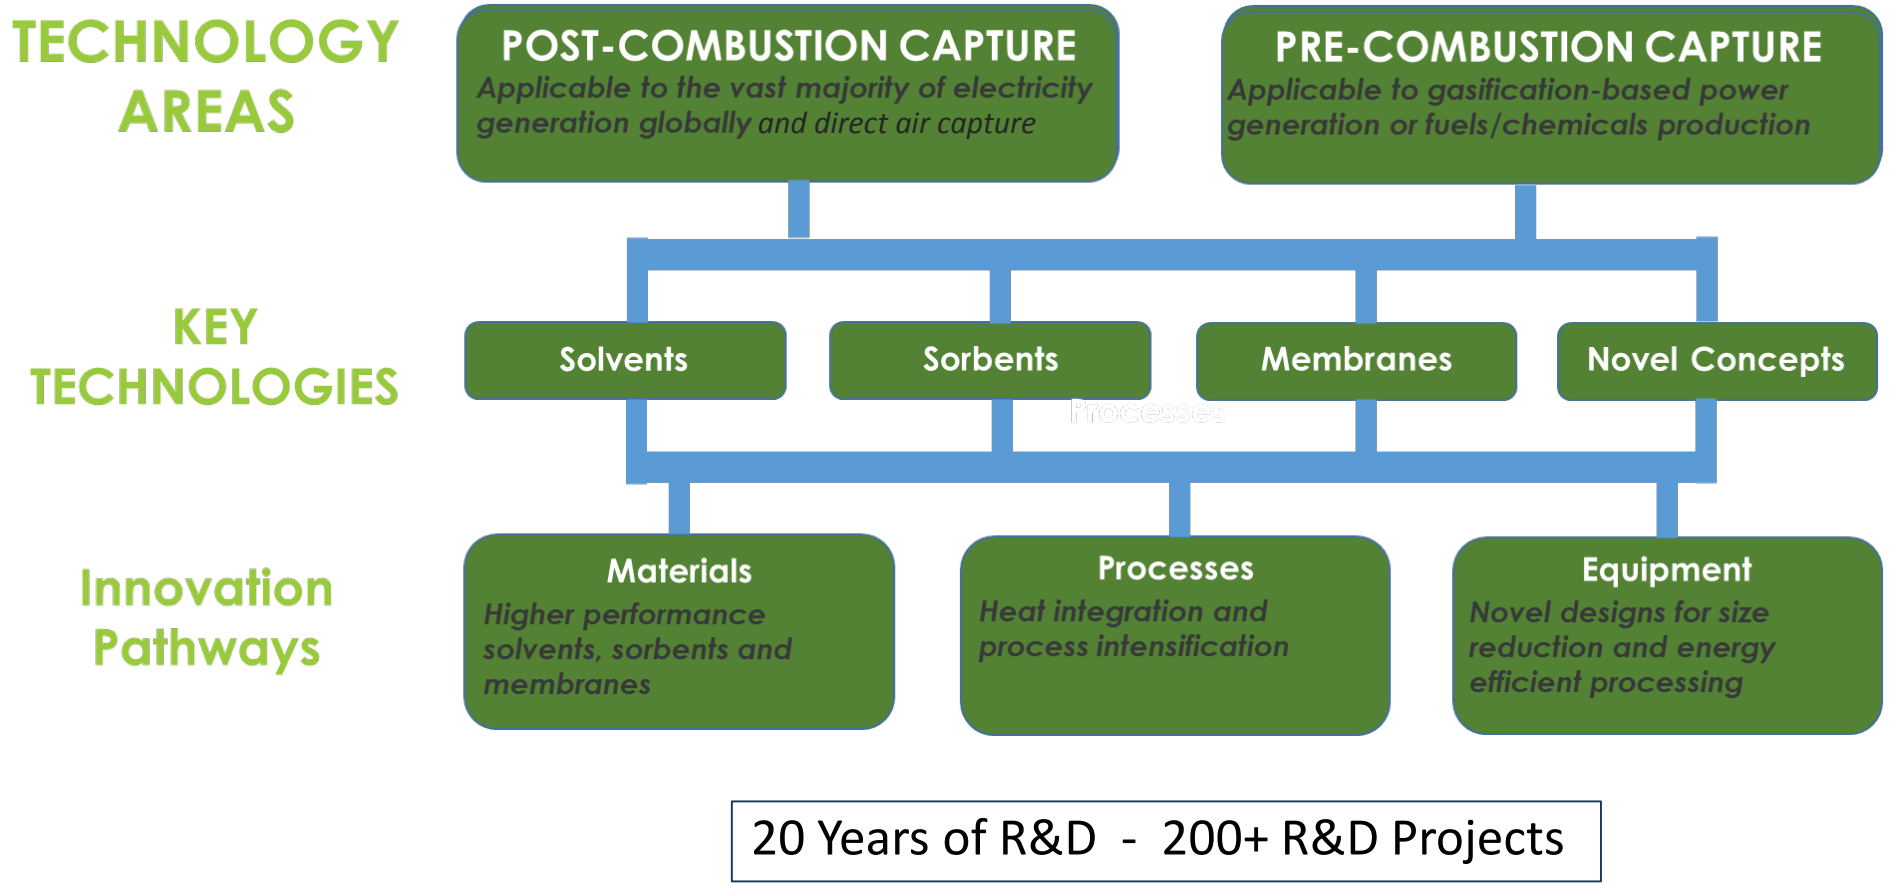 TECHNOLOGY
AREAS
POST-COMBUSTION CAPTURE
Applicable to the vast majority of electricity
generation globally and direct air capture
PRE-COMBUSTION CAPTURE
Applicable to gasification-based power
generation or fuels/chemicals production
KEY
TECHNOLOGIES
Solvents
Sorbents
Membranes
Novel Concepts
Processes
Innovation
Pathways
Materials
Higher performance
solvents, sorbents and
membranes
Processes
Heat integration and
process intensification
Equipment
Novel designs for size
reduction and energy
efficient processing
20 Years of R&D - 200+ R&D Projects